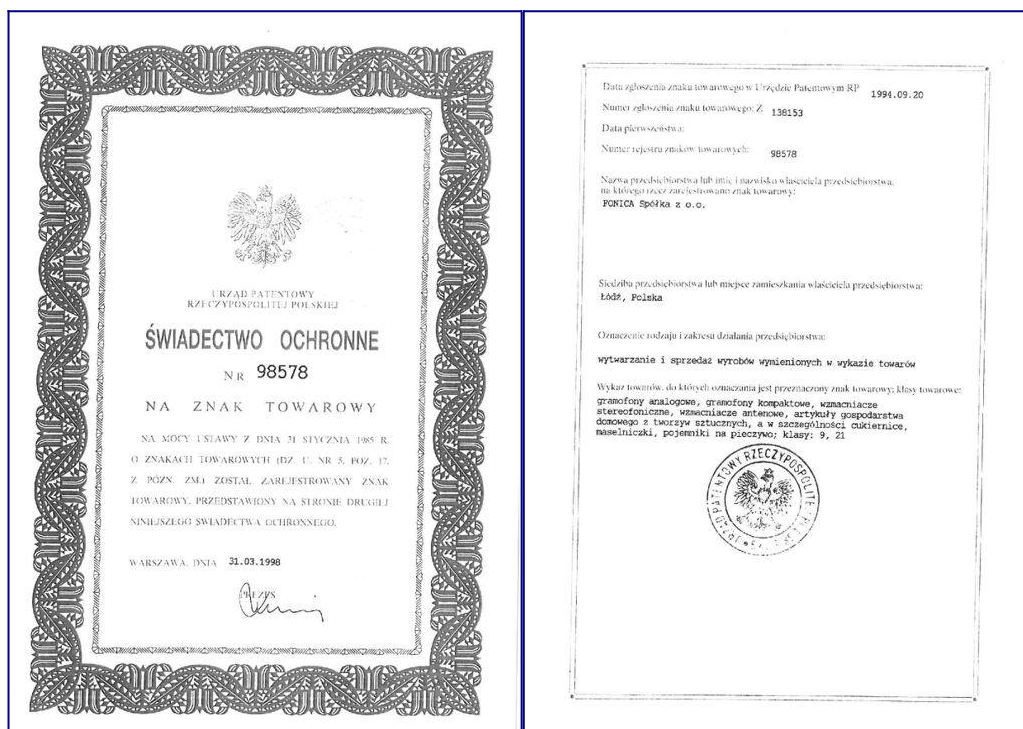 URZĄD PATENTOWY
RZECZYPOSPOLITEJ POLSKIEJ
ŚWIADECTWO OCHRONNE
NR 98578
NA ZNAK TOWAROWY
NA MOCY USTAWY Z DNIA 31 STYCZNIA 1985 R.
O ZNAKACH TOWAROWYCH (DZ. U. NR 5, POZ. 17,
Z PÓŹN. ZM.) ZOSTAŁ ZAREJESTROWANY ZNAK
TOWAROWY, PRZEDSTAWIONY NA STRONIE DRUGIEJ
NINIEJSZEGO ŚWIADECTWA OCHRONNEGO.
WARSZAWA, DNIA 31.03.1998
PREZES
Data zgłoszenia znaku towarowego w Urzędzie Patentowym RP 1994.09.20
Numer zgłoszenia znaku towarowego: Z 138153
Data pierwszeństwa:
Numer rejestru znaków towarowych: 98578
Nazwa przedsiębiorstwa lub imię i nazwisko właściciela przedsiębiorstwa,
na którego rzecz zarejestrowano znak towarowy:
FONICA Spółka z o.o.
Siedziba przedsiębiorstwa lub miejsce zamieszkania właściciela przedsiębiorstwa:
Łódź, Polska
Oznaczenie rodzaju i zakresu działania przedsiębiorstwa:
wytwarzanie i sprzedaż wyrobów wymienionych w wykazie towarów
Wykaz towarów, do których oznaczania jest przeznaczony znak towarowy; klasy towarowe:
gramofony analogowe, gramofony kompaktowe, wzmacniacze
stereofoniczne, wzmacniacze antenowe, artykuły gospodarstwa
domowego z tworzyw sztucznych, a w szczególności cukiernice,
maselniczki, pojemniki na pieczywo; klasy: 9, 21
URZĄD PATENTOWY RZECZYPOSPOLITEJ